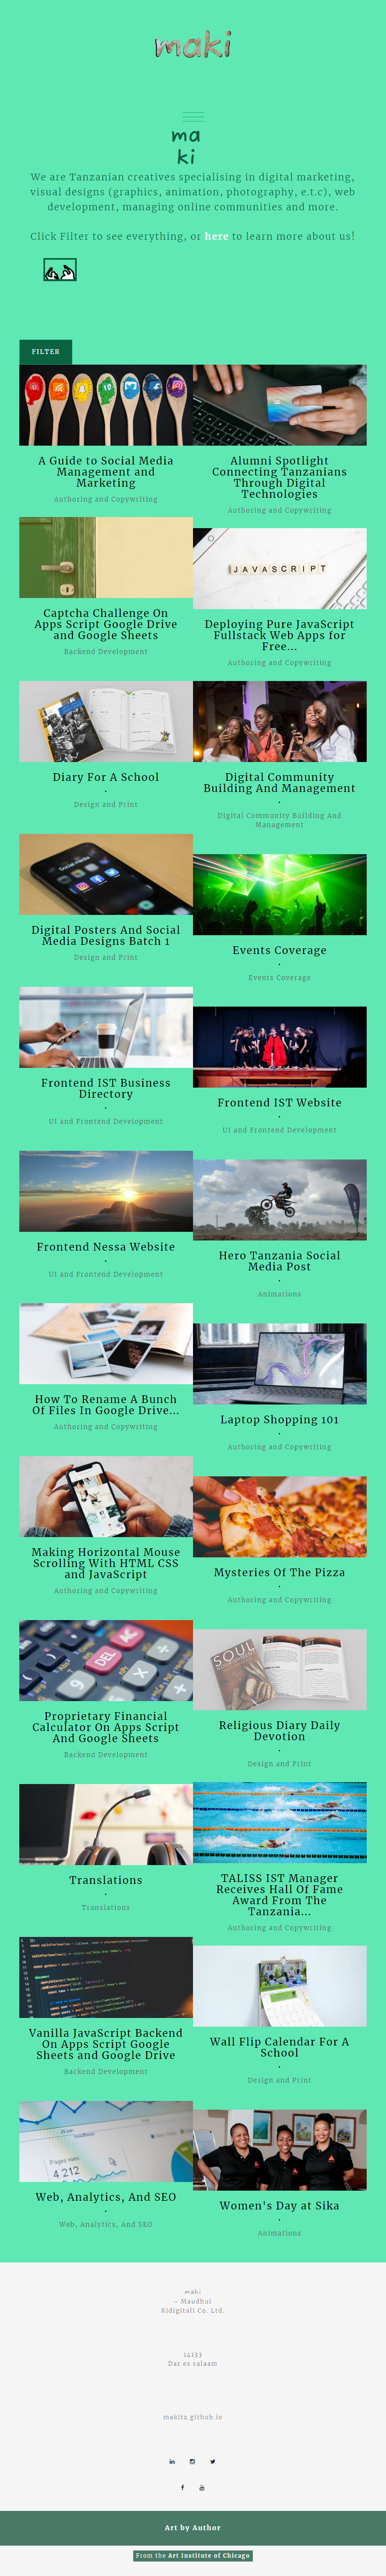 maki
ma
ki
We are Tanzanian creatives specialising in digital marketing,
visual designs (graphics, animation, photography, e.t.c), web
development, managing online communities and more.
Click Filter to see everything, or here to learn more about us!
FILTER
A Guide to Social Media
Management and
Marketing
Authoring and Copywriting
Alumni Spotlight
Connecting Tanzanians
Through Digital
Technologies
Authoring and Copywriting
Captcha Challenge On
Apps Script Google Drive
and Google Sheets
Backend Development
JAVASCRIPT
Deploying Pure JavaScript
Fullstack Web Apps for
Free...
Authoring and Copywriting
Diary For A School
Design and Print
Digital Community
Building And Management
Digital Community Building And
Management
Social Media
Digital Posters And Social
Media Designs Batch 1
Design and Print
Events Coverage
Events Coverage
Frontend IST Business
Directory
UI and Frontend Development
Frontend IST Website
UI and Frontend Development
Frontend Nessa Website
UI and Frontend Development
Hero Tanzania Social
Media Post
Animations
How To Rename A Bunch
Of Files In Google Drive...
Authoring and Copywriting
Laptop Shopping 101
Authoring and Copywriting
Making Horizontal Mouse
Scrolling With HTML CSS
and JavaScript
Authoring and Copywriting
Mysteries Of The Pizza
Authoring and Copywriting
DEL
AC
Proprietary Financial
Calculator On Apps Script
And Google Sheets
Backend Development
SOUL
Religious Diary Daily
Devotion
Design and Print
Translations
Translations
TALISS IST Manager
Receives Hall Of Fame
Award From The
Tanzania...
Authoring and Copywriting
Vanilla JavaScript Backend
On Apps Script Google
Sheets and Google Drive
Backend Development
Wall Flip Calendar For A
School
Design and Print
Pages vues
4 212
Web, Analytics, And SEO
Web, Analytics, And SEO
Women's Day at Sika
Animations
maki
- Maudhui
Kidigitali Co. Ltd.
14133
Dar es salaam
makitz.github.io
Art by Author
From the Art Institute of Chicago